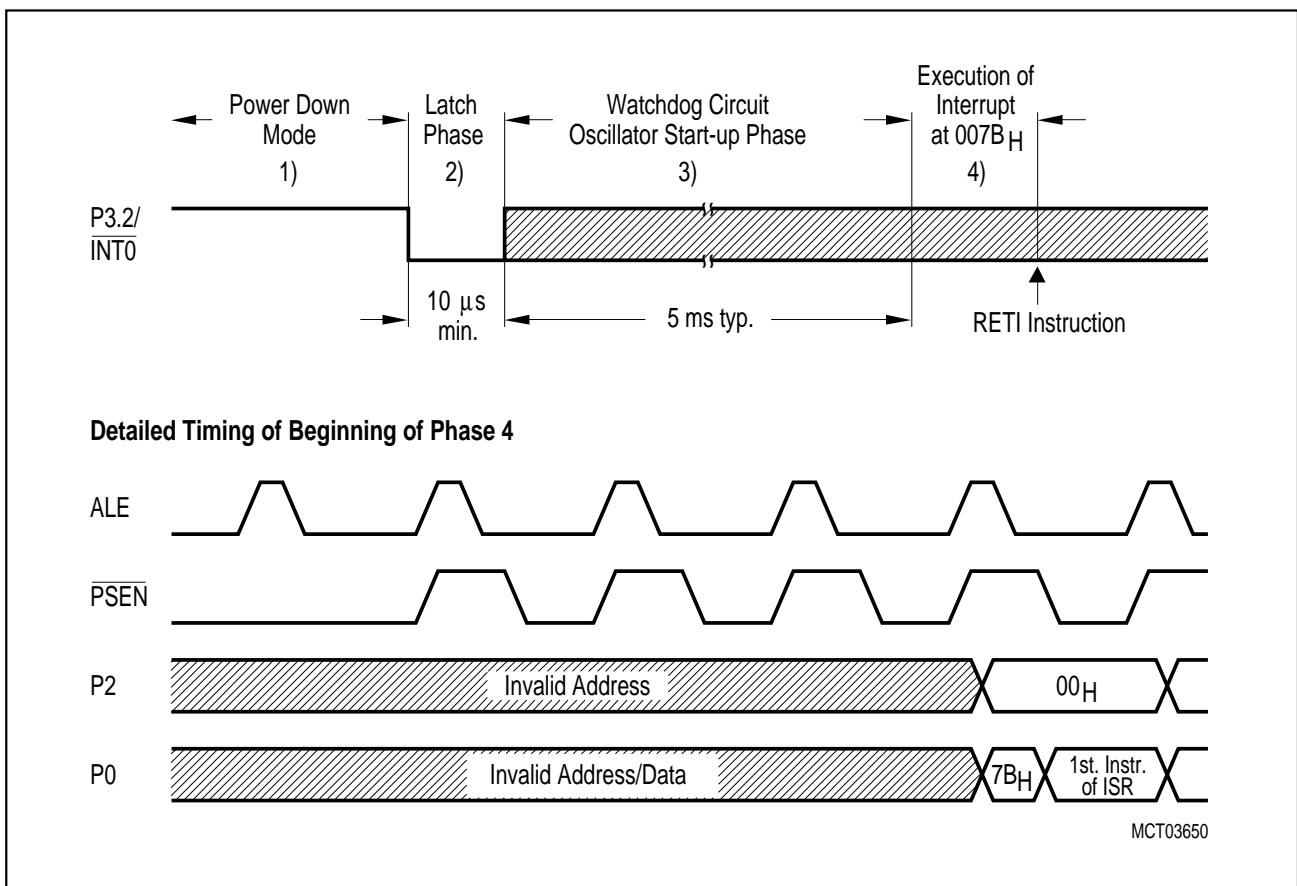 Power Down
Mode
1)
Latch
Phase
2)
Watchdog Circuit
Oscillator Start-up Phase
3)
Execution of
Interrupt
at 007BH
4)
P3.2/
INT0
10 μs
min.
5 ms typ.
RETI Instruction
Detailed Timing of Beginning of Phase 4
ALE
PSEN
P2
Invalid Address
00H
P0
Invalid Address/Data
7BH
1st. Instr.
of ISR
MCT03650